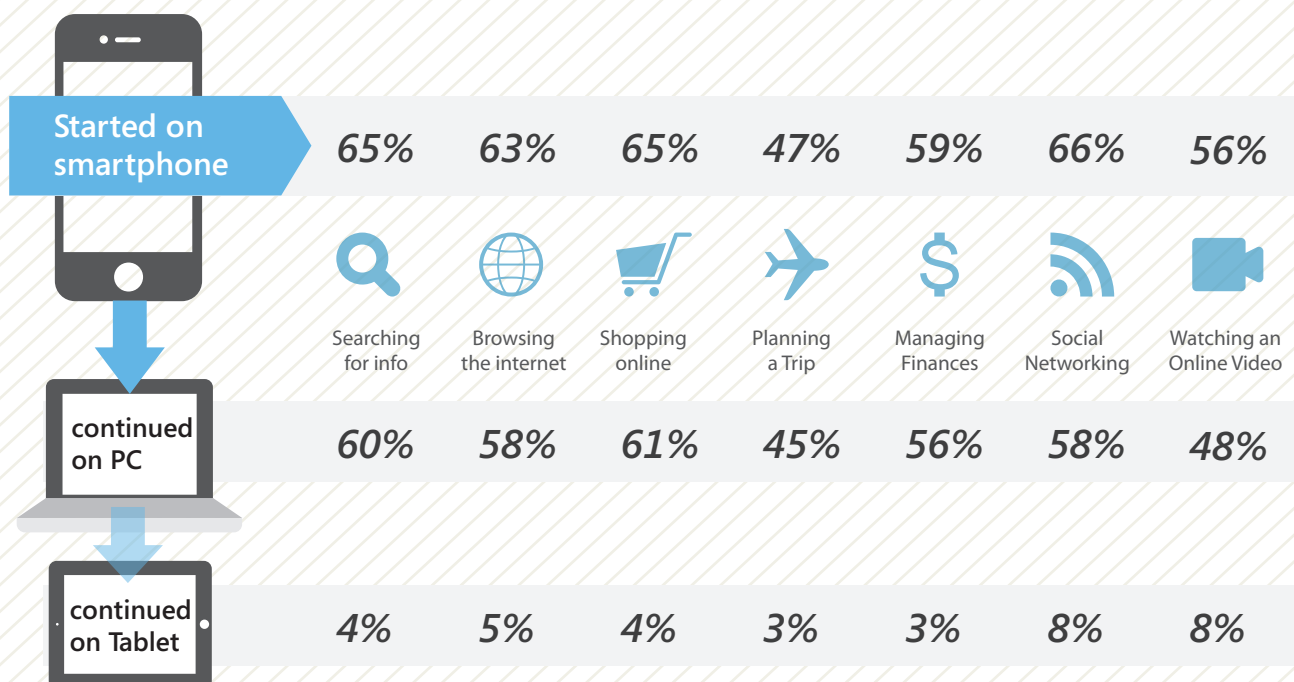 Started on
smartphone
65% 63% 65% 47% 59% 66% 56%
Searching Browsing Shopping Planning Managing Social Watching an
for info the internet online a Trip Finances Networking Online Video
continued
on PC
60% 58% 61% 45% 56% 58% 48%
continued
on Tablet
4% 5% 4% 3% 3% 8% 8%